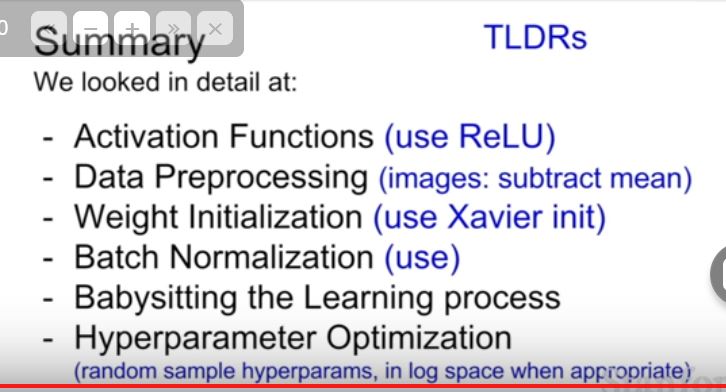 Summary TLDRs
We looked in detail at:
- Activation Functions (use ReLU)
- Data Preprocessing (images: subtract mean)
- Weight Initialization (use Xavier init)
- Batch Normalization (use)
- Babysitting the Learning process
- Hyperparameter Optimization
(random sample hyperparams, in log space when appropriate)